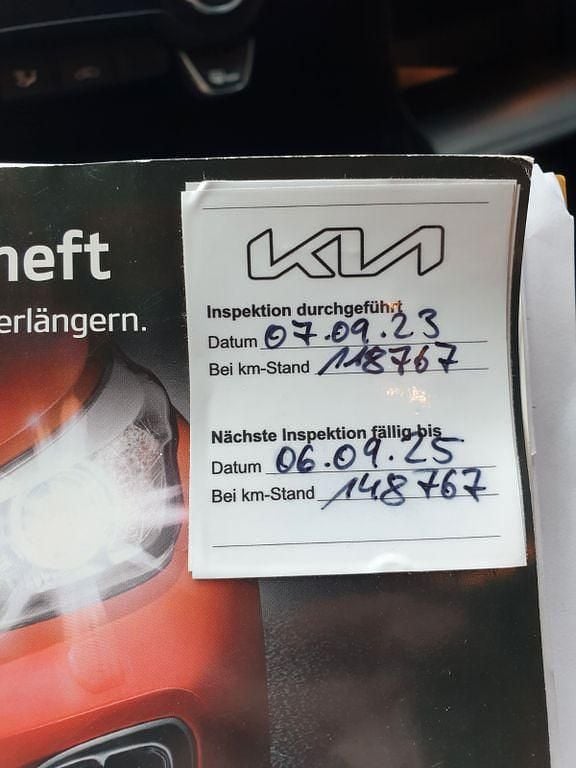 heft
erlängern.
KIA
Inspektion durchgeführt
Datum 07.09.23
Bei km-Stand 118767
Nächste Inspektion fällig bis
Datum 06.09.25
Bei km-Stand 148767